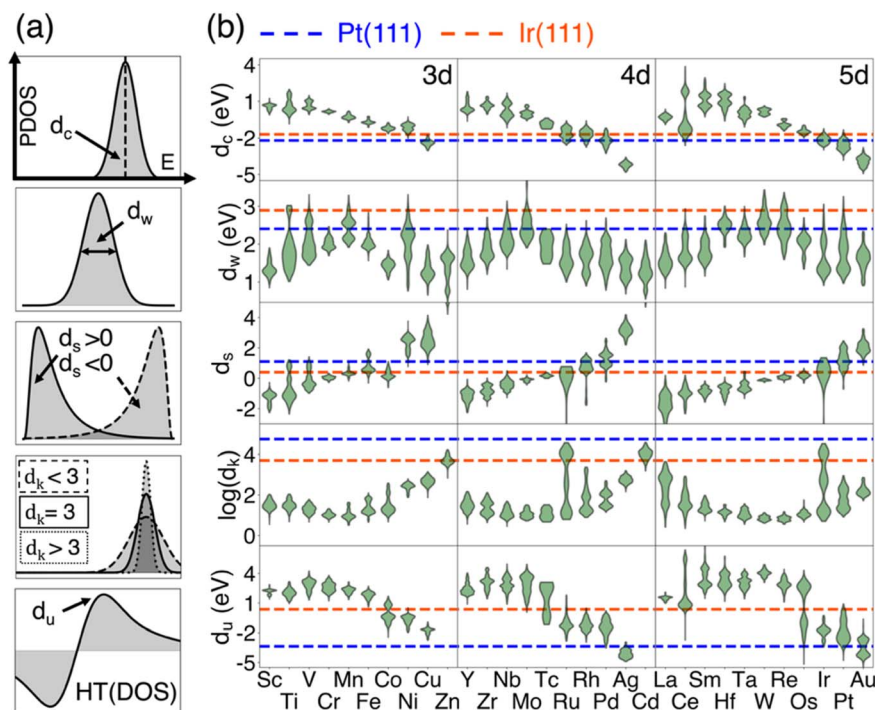 (a)
PDOS
d_c
E
d_w
d_s>0
d_s<0
d_k<3
d_k=3
d_k>3
d_u
HT(DOS)
(b)
Pt(111) Ir(111)
3d 4d 5d
d_c (eV)
4
1
-2
-5
d_w (eV)
3
2
1
d_s
4
2
0
-2
log(d_k)
4
2
0
d_u (eV)
4
1
-2
-5
Sc V Mn Co Cu Y Nb Tc Rh Ag La Sm Ta Re Ir Au
Ti Cr Fe Ni Zn Zr Mo Ru Pd Cd Ce Hf W Os Pt